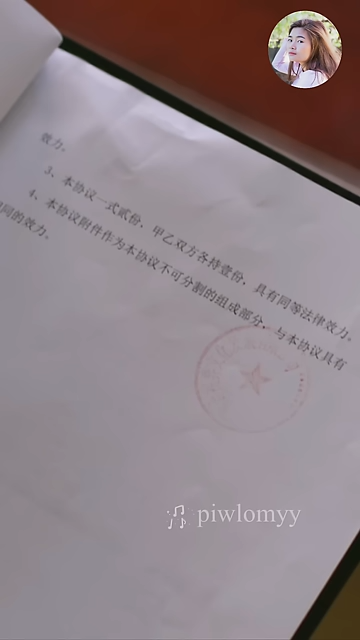 效力。
3、本协议一式贰份，甲乙双方各持壹份，具有同等法律效力。
4、本协议附件作为本协议不可分割的组成部分，与本协议具有
同的效力。
piwlomyy